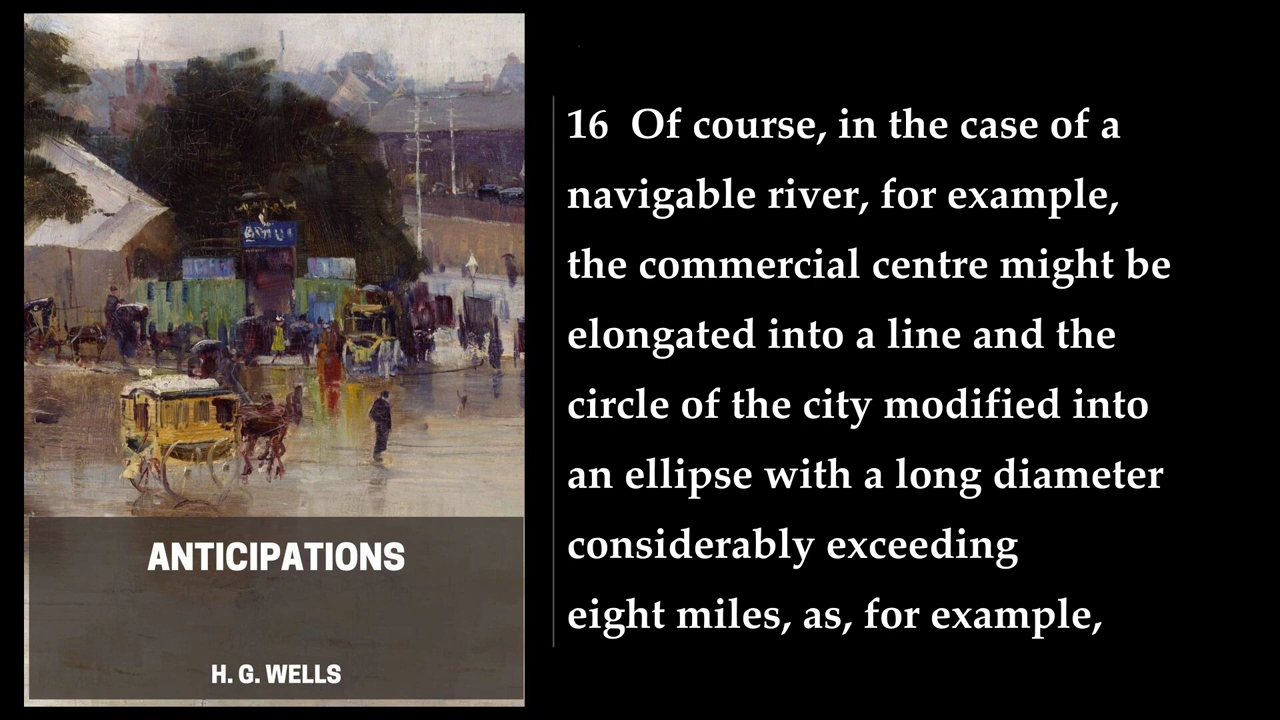 ANTICIPATIONS
H. G. WELLS
16 Of course, in the case of a
navigable river, for example,
the commercial centre might be
elongated into a line and the
circle of the city modified into
an ellipse with a long diameter
considerably exceeding
eight miles, as, for example,